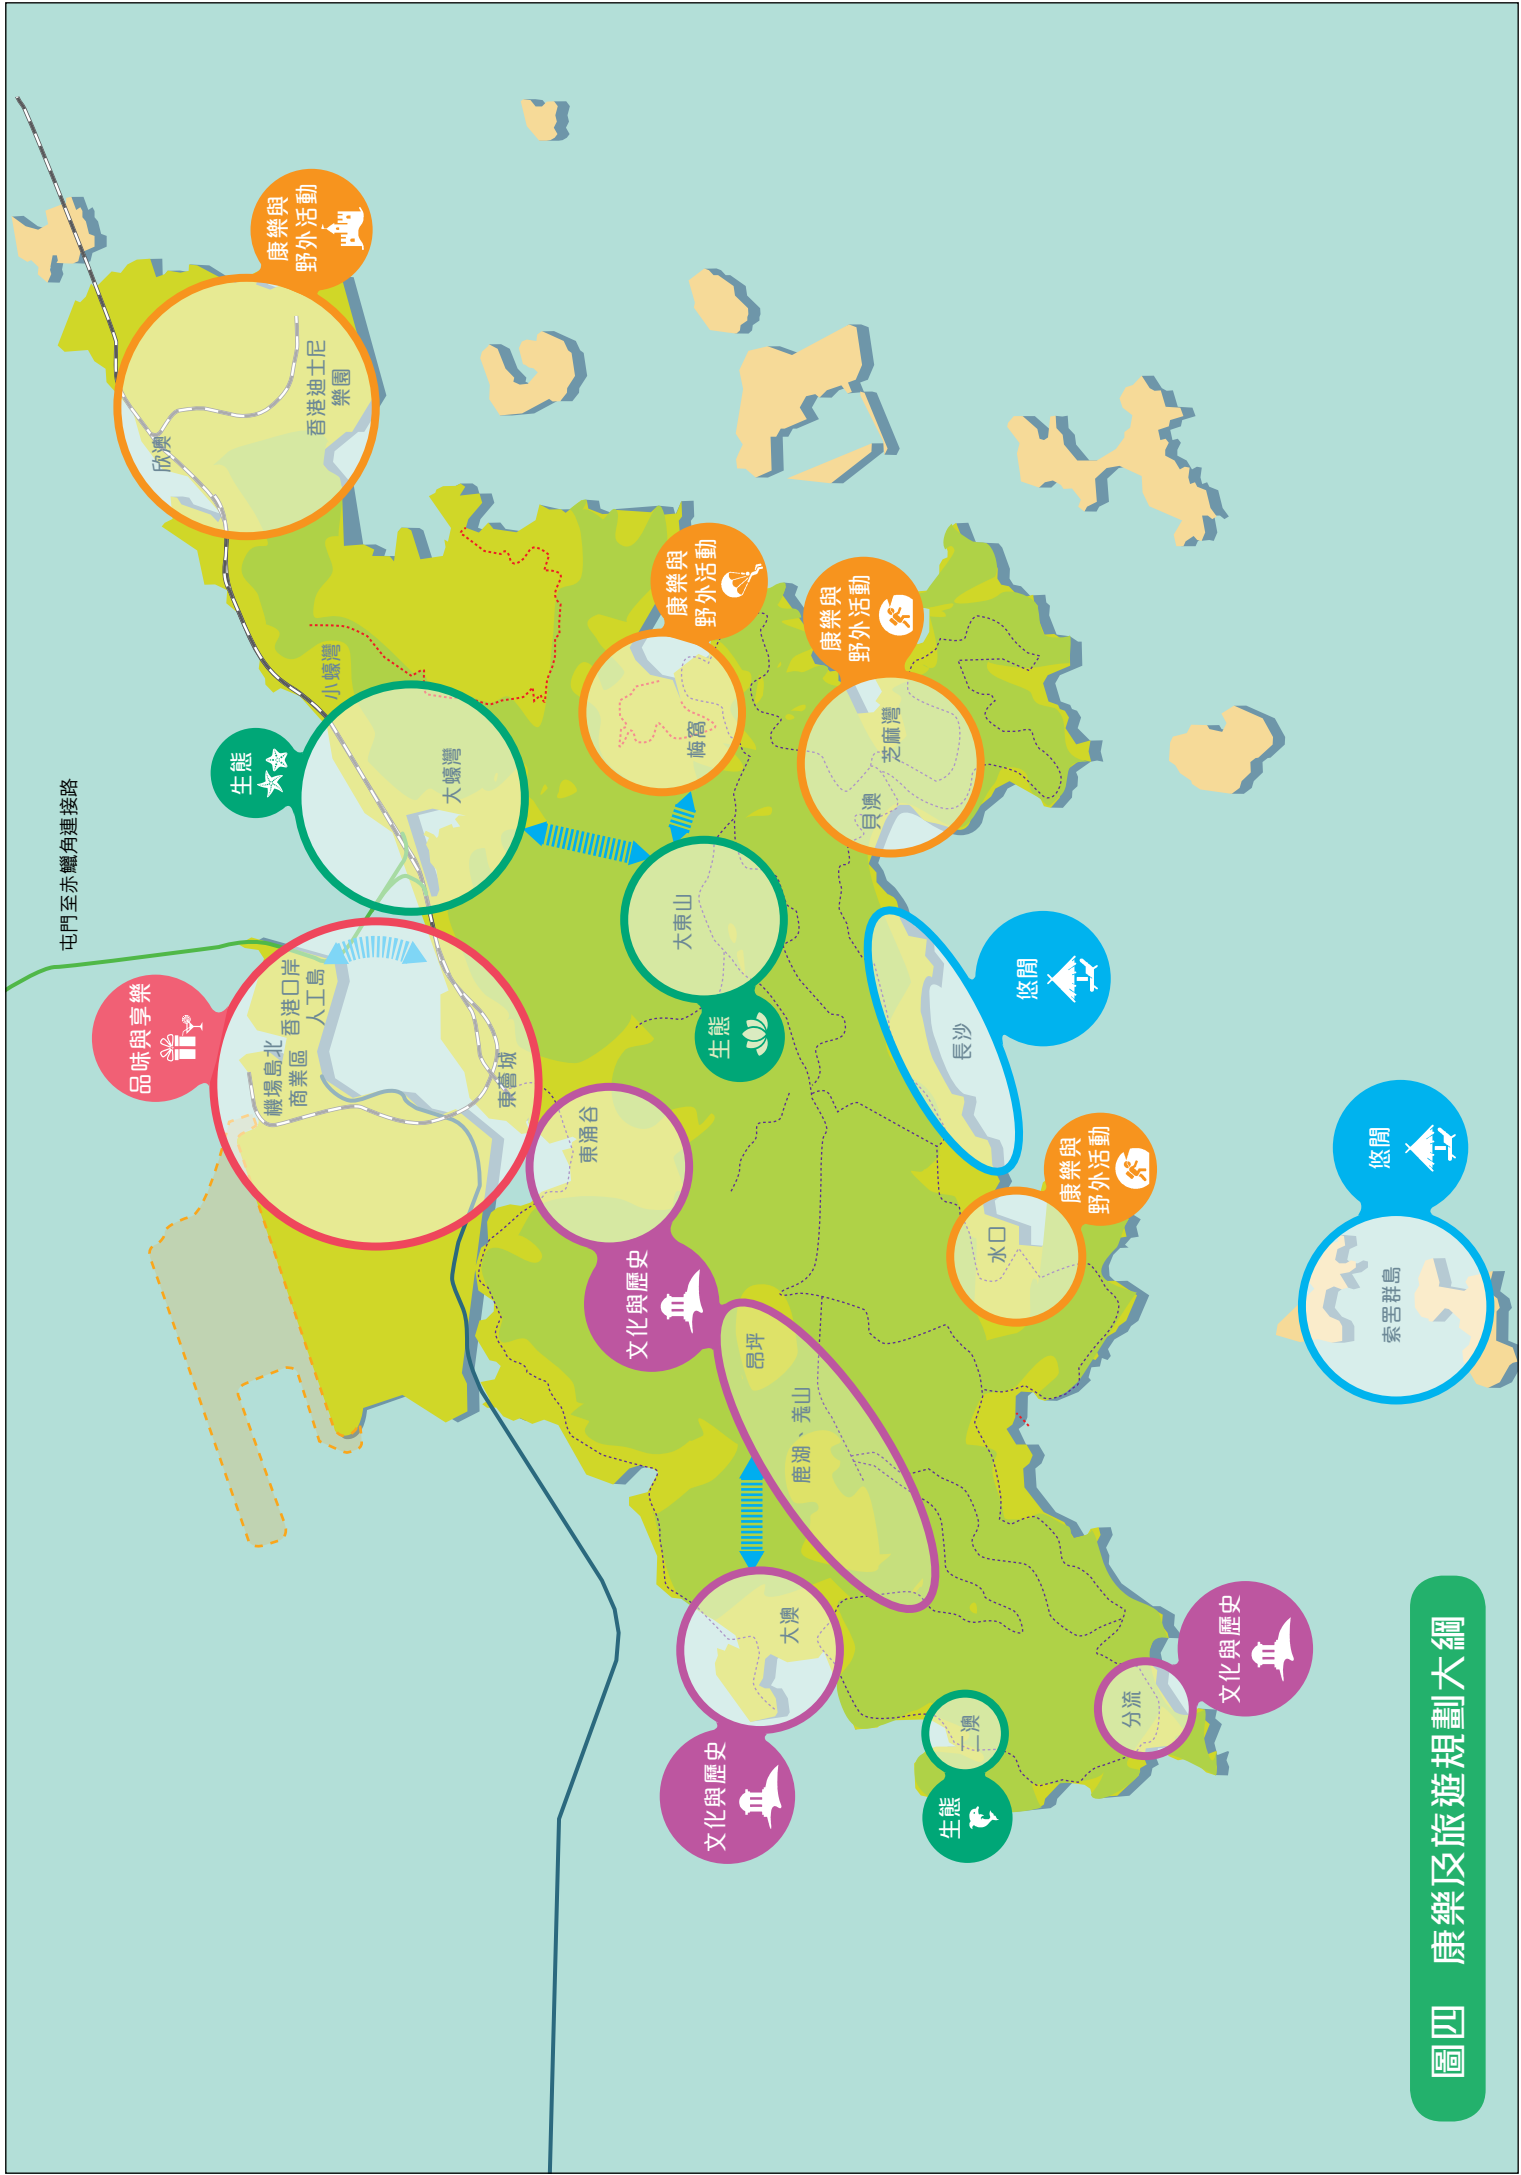 屯門至赤鱲角連接路
康樂與
野外活動
欣澳
香港迪士尼
樂園
小蠔灣
生態
大蠔灣
品味與享樂
香港口岸
人工島
機場島北
商業區
東薈城
康樂與
野外活動
梅窩
康樂與
野外活動
芝麻灣
貝澳
大東山
生態
悠閒
長沙
東涌谷
文化與歷史
昂坪
鹿湖、羗山
康樂與
野外活動
水口
悠閒
索罟群島
大澳
文化與歷史
二澳
生態
分流
文化與歷史
圖四 康樂及旅遊規劃大綱